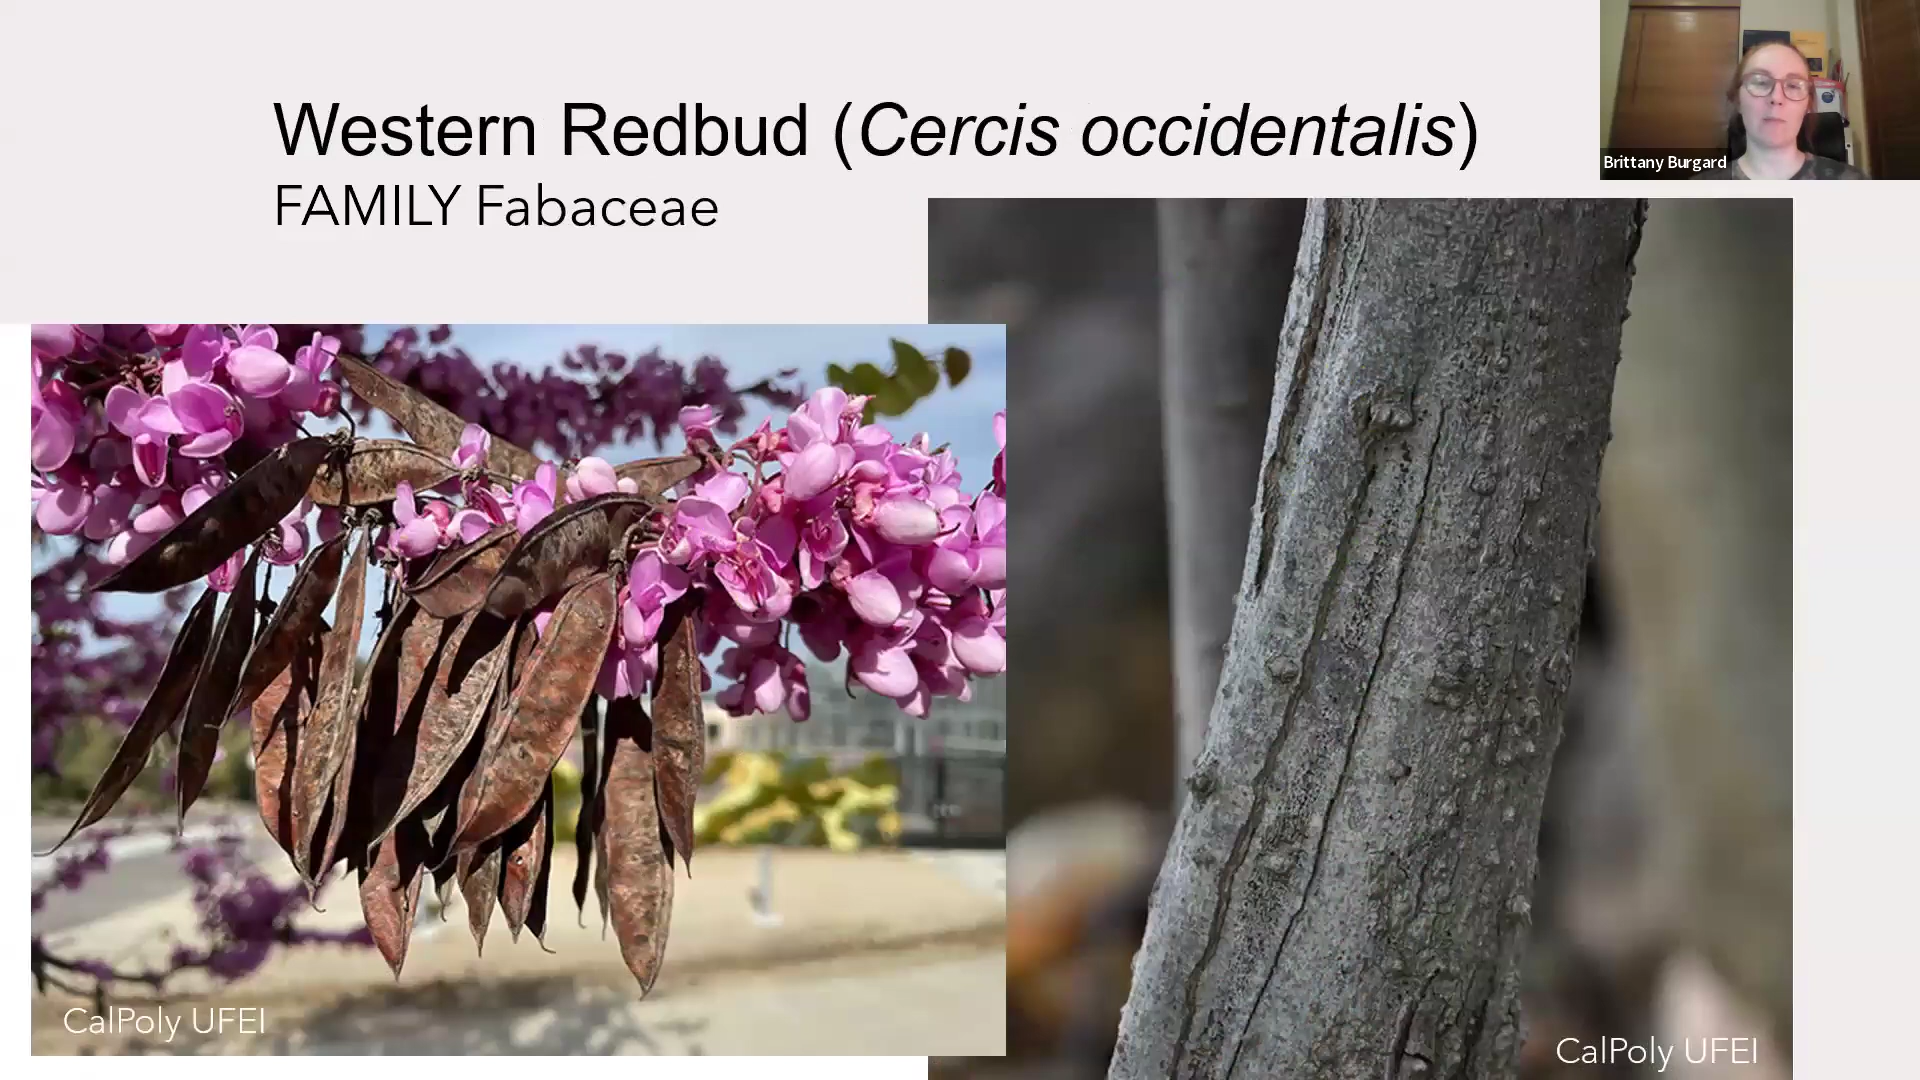 Western Redbud (Cercis occidentalis)
FAMILY Fabaceae
Brittany Burgard
CalPoly UFEI
CalPoly UFEI